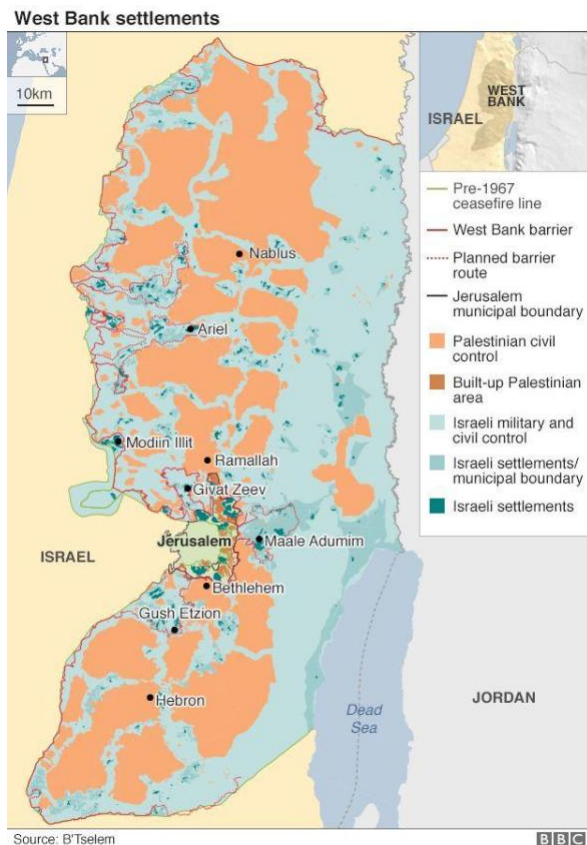 West Bank settlements
10km
ISRAEL
WEST
BANK
Pre-1967
ceasefire line
West Bank barrier
Planned barrier
route
Jerusalem
municipal boundary
Palestinian civil
control
Built-up Palestinian
area
Israeli military and
civil control
Israeli settlements/
municipal boundary
Israeli settlements
Nablus
Ariel
Modiin Illit
Ramallah
Givat Zeev
ISRAEL
Jerusalem
Maale Adumim
Bethlehem
Gush Etzion
Hebron
Dead
Sea
JORDAN
Source: B'Tselem
BBC